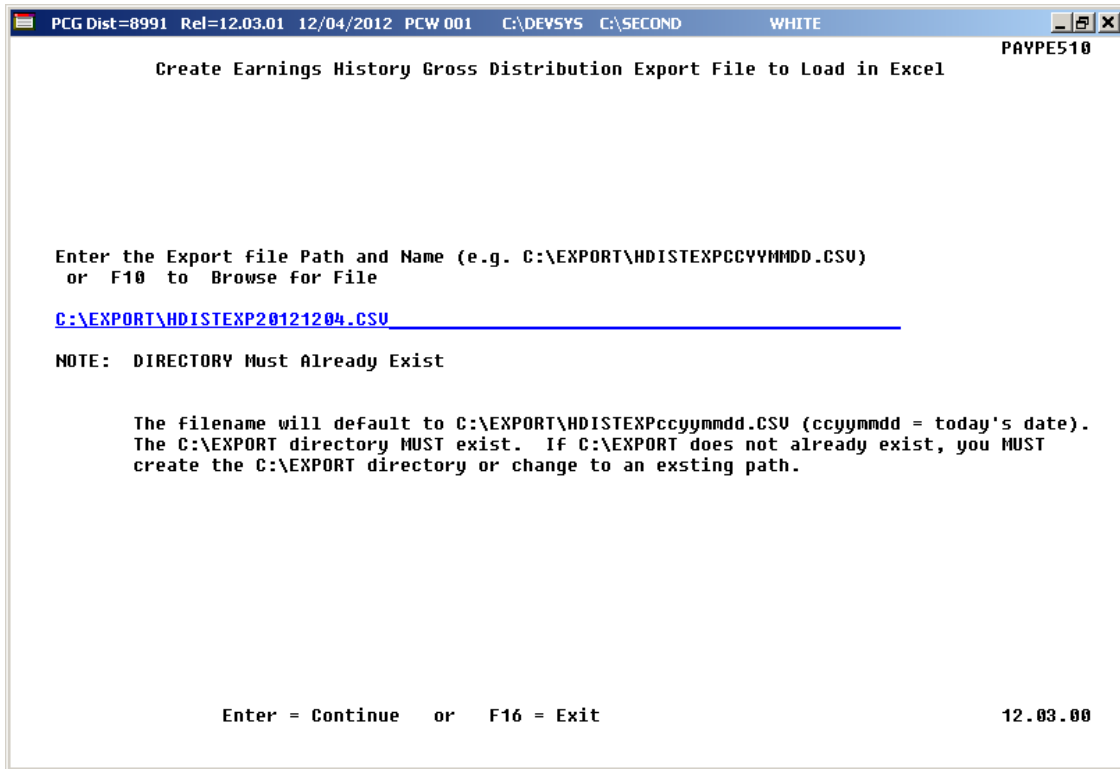 PCG Dist=8991 Rel=12.03.01 12/04/2012 PCW 001 C:\DEVSYS C:\SECOND WHITE
PAYPE510
Create Earnings History Gross Distribution Export File to Load in Excel
Enter the Export file Path and Name (e.g. C:\EXPORT\HDISTEXPCCYYMMDD.CSV)
or F10 to Browse for File
C:\EXPORT\HDISTEXP20121204.CSV
NOTE: DIRECTORY Must Already Exist
The filename will default to C:\EXPORT\HDISTEXPccyymmdd.CSV (ccyymmdd = today's date).
The C:\EXPORT directory MUST exist. If C:\EXPORT does not already exist, you MUST
create the C:\EXPORT directory or change to an exsting path.
Enter = Continue or F16 = Exit
12.03.00